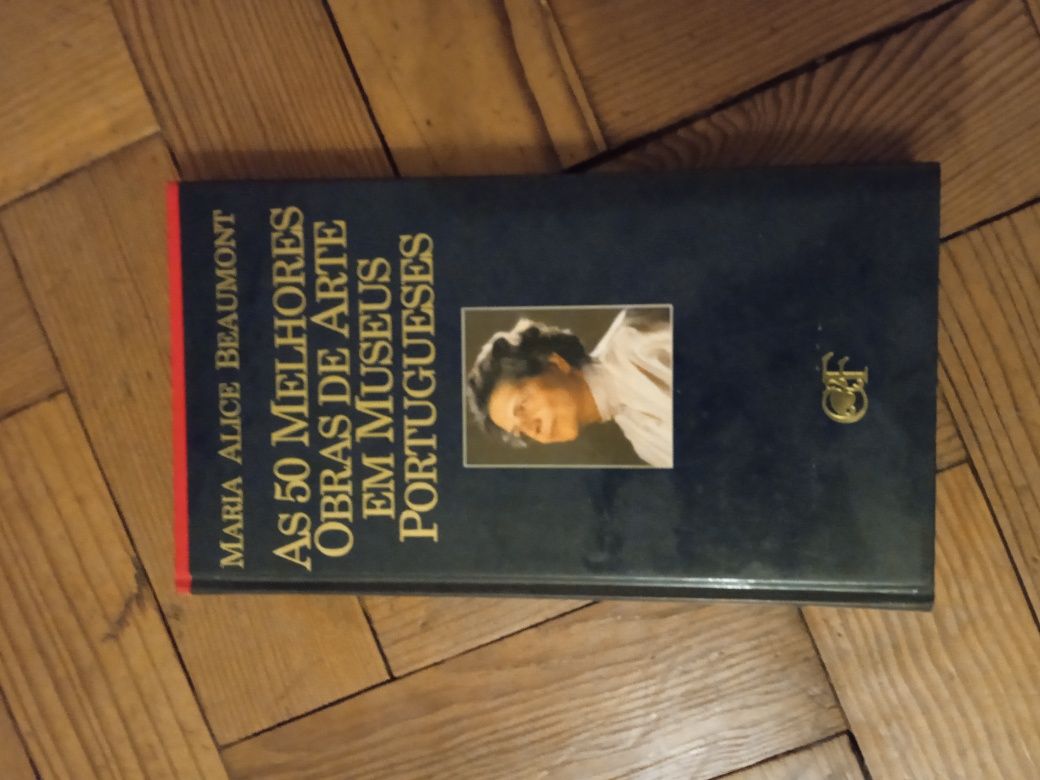 MARIA ALICE BEAUMONT
AS 50 MELHORES
OBRAS DE ARTE
EM MUSEUS
PORTUGUESES